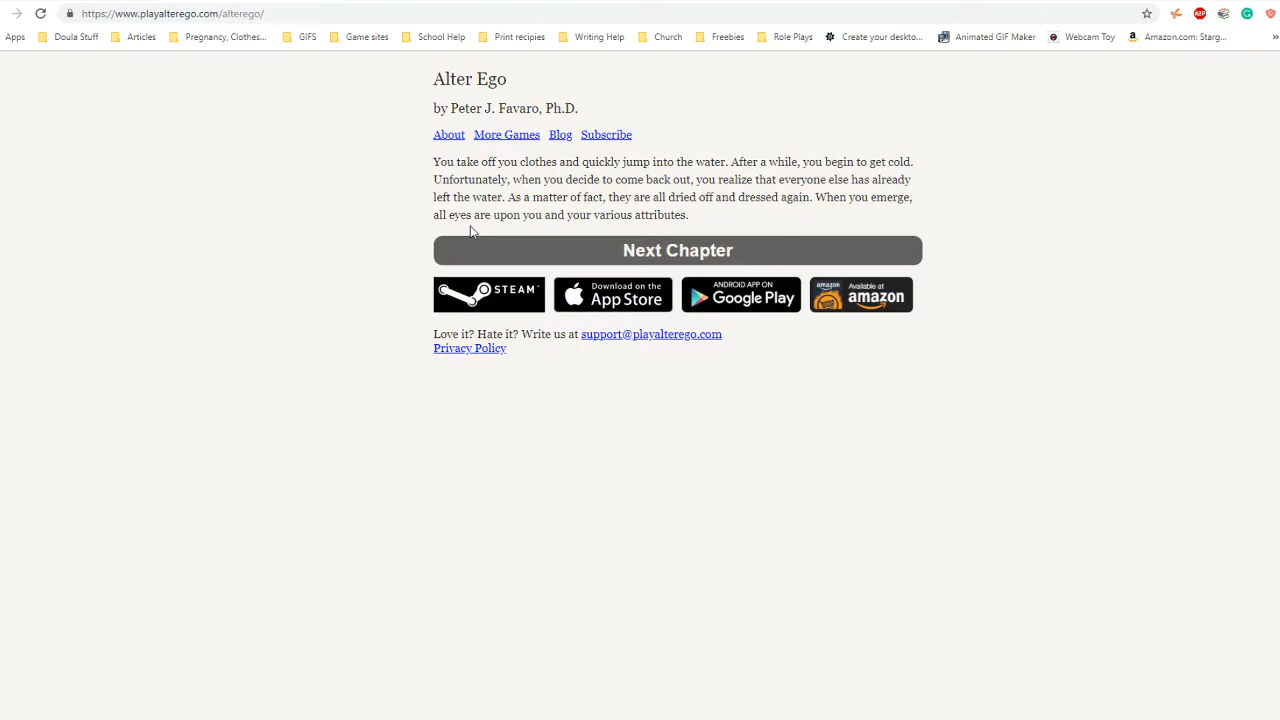 https://www.playalterego.com/alterego/
Apps Doula Stuff Articles Pregnancy, Clothes... GIFS Game sites School Help Print recipies Writing Help Church Freebies Role Plays Create your deskto... Animated GIF Maker Webcam Toy Amazon.com: Starg... »
Alter Ego
by Peter J. Favaro, Ph.D.
About More Games Blog Subscribe
You take off you clothes and quickly jump into the water. After a while, you begin to get cold.
Unfortunately, when you decide to come back out, you realize that everyone else has already
left the water. As a matter of fact, they are all dried off and dressed again. When you emerge,
all eyes are upon you and your various attributes.
Next Chapter
STEAM
Download on the
App Store
ANDROID APP ON
Google Play
amazon
Available at
amazon
Love it? Hate it? Write us at support@playalterego.com
Privacy Policy